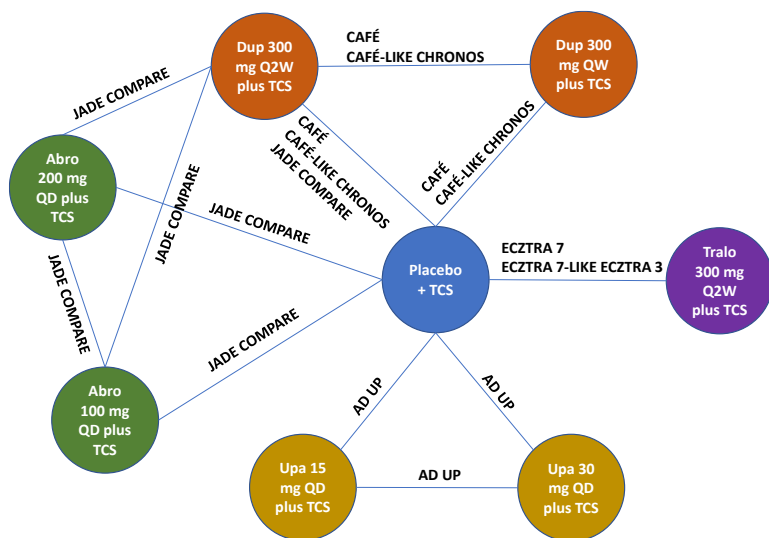 CAFÉ
CAFÉ-LIKE CHRONOS
Dup 300
mg Q2W
plus TCS
Dup 300
mg QW
plus TCS
JADE COMPARE
CAFÉ
CAFÉ-LIKE CHRONOS
JADE COMPARE
CAFÉ
CAFÉ-LIKE CHRONOS
Abro
200 mg
QD plus
TCS
JADE COMPARE
JADE COMPARE
ECZTRA 7
ECZTRA 7-LIKE ECZTRA 3
Placebo
+ TCS
Tralo
300 mg
Q2W
plus TCS
JADE COMPARE
JADE COMPARE
Abro
100 mg
QD plus
TCS
AD UP
AD UP
Upa 15
mg QD
plus TCS
AD UP
Upa 30
mg QD
plus TCS